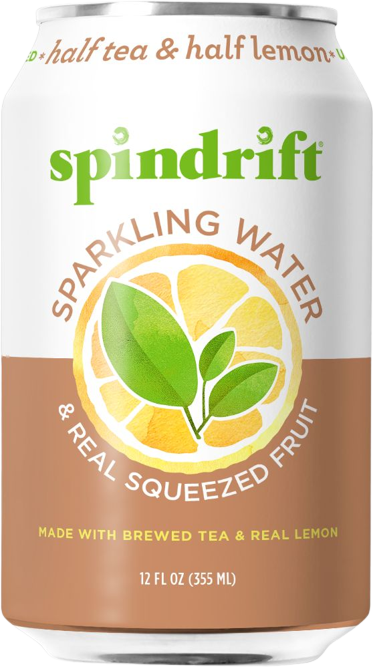 half tea & half lemon
spindrift®
SPARKLING WATER
& REAL SQUEEZED FRUIT
MADE WITH BREWED TEA & REAL LEMON
12 FL OZ (355 ML)